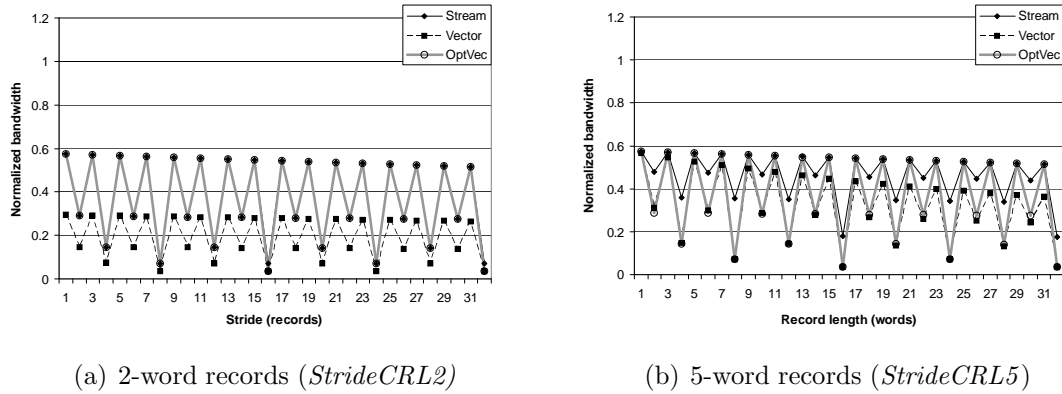 1.2
1
0.8
0.6
0.4
0.2
0
Normalized bandwidth
Stream
Vector
OptVec
1 3 5 7 9 11 13 15 17 19 21 23 25 27 29 31
Stride (records)
(a) 2-word records (StrideCRL2)
1.2
1
0.8
0.6
0.4
0.2
0
Normalized bandwidth
Stream
Vector
OptVec
1 3 5 7 9 11 13 15 17 19 21 23 25 27 29 31
Record length (words)
(b) 5-word records (StrideCRL5)